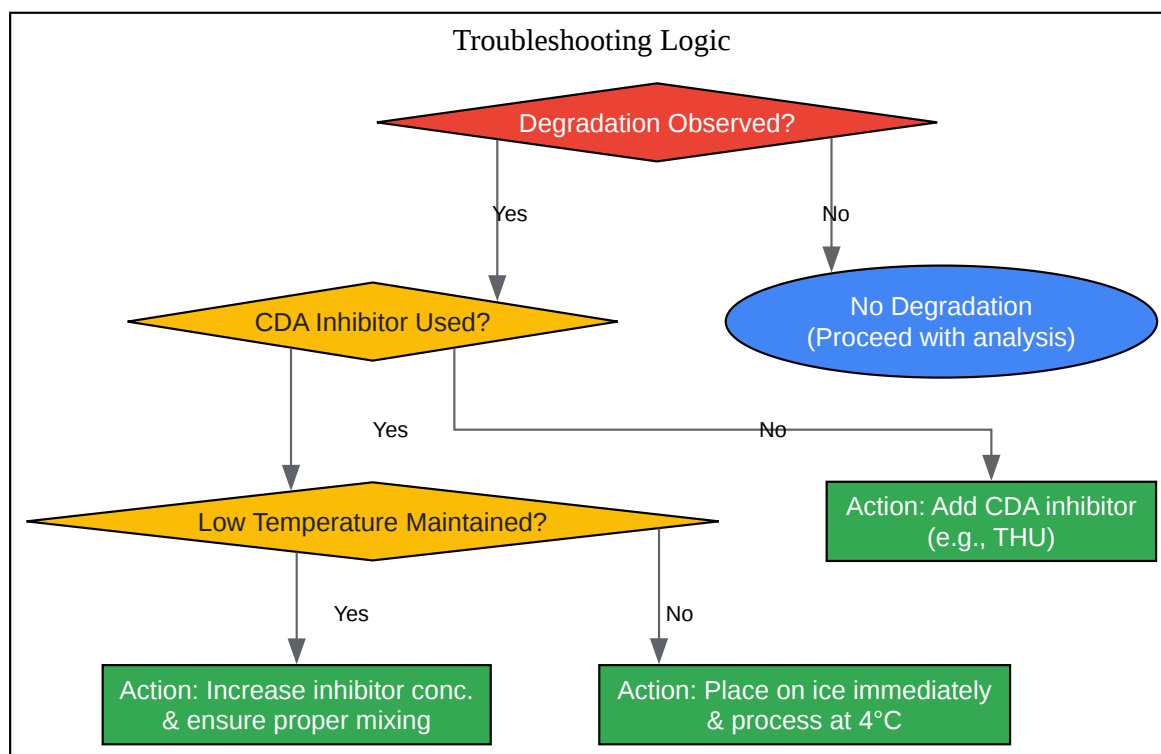 Troubleshooting Logic
Degradation Observed?
Yes
No
CDA Inhibitor Used?
No Degradation
(Proceed with analysis)
Yes
No
Low Temperature Maintained?
Action: Add CDA inhibitor
(e.g., THU)
Yes
No
Action: Increase inhibitor conc.
& ensure proper mixing
Action: Place on ice immediately
& process at 4°C